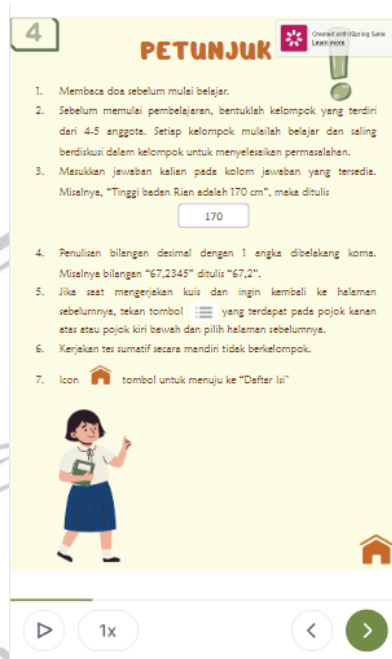 4
PETUNJUK
Created with iSpring Suite
Learn more
1. Membaca doa sebelum mulai belajar.
2. Sebelum memulai pembelajaran, bentuklah kelompok yang terdiri
dari 4-5 anggota. Setiap kelompok mulailah belajar dan saling
berdiskusi dalam kelompok untuk menyelesaikan permasalahan.
3. Masukkan jawaban kalian pada kolom jawaban yang tersedia.
Misalnya, “Tinggi badan Rian adalah 170 cm”, maka ditulis
170
4. Penulisan bilangan desimal dengan 1 angka dibelakang koma.
Misalnya bilangan “67,2345” ditulis “67,2”.
5. Jika saat mengerjakan kuis dan ingin kembali ke halaman
sebelumnya, tekan tombol yang terdapat pada pojok kanan
atas atau pojok kiri bawah dan pilih halaman sebelumnya.
6. Kerjakan tes sumatif secara mandiri tidak berkelompok.
7. Icon tombol untuk menuju ke “Daftar Isi”
1x